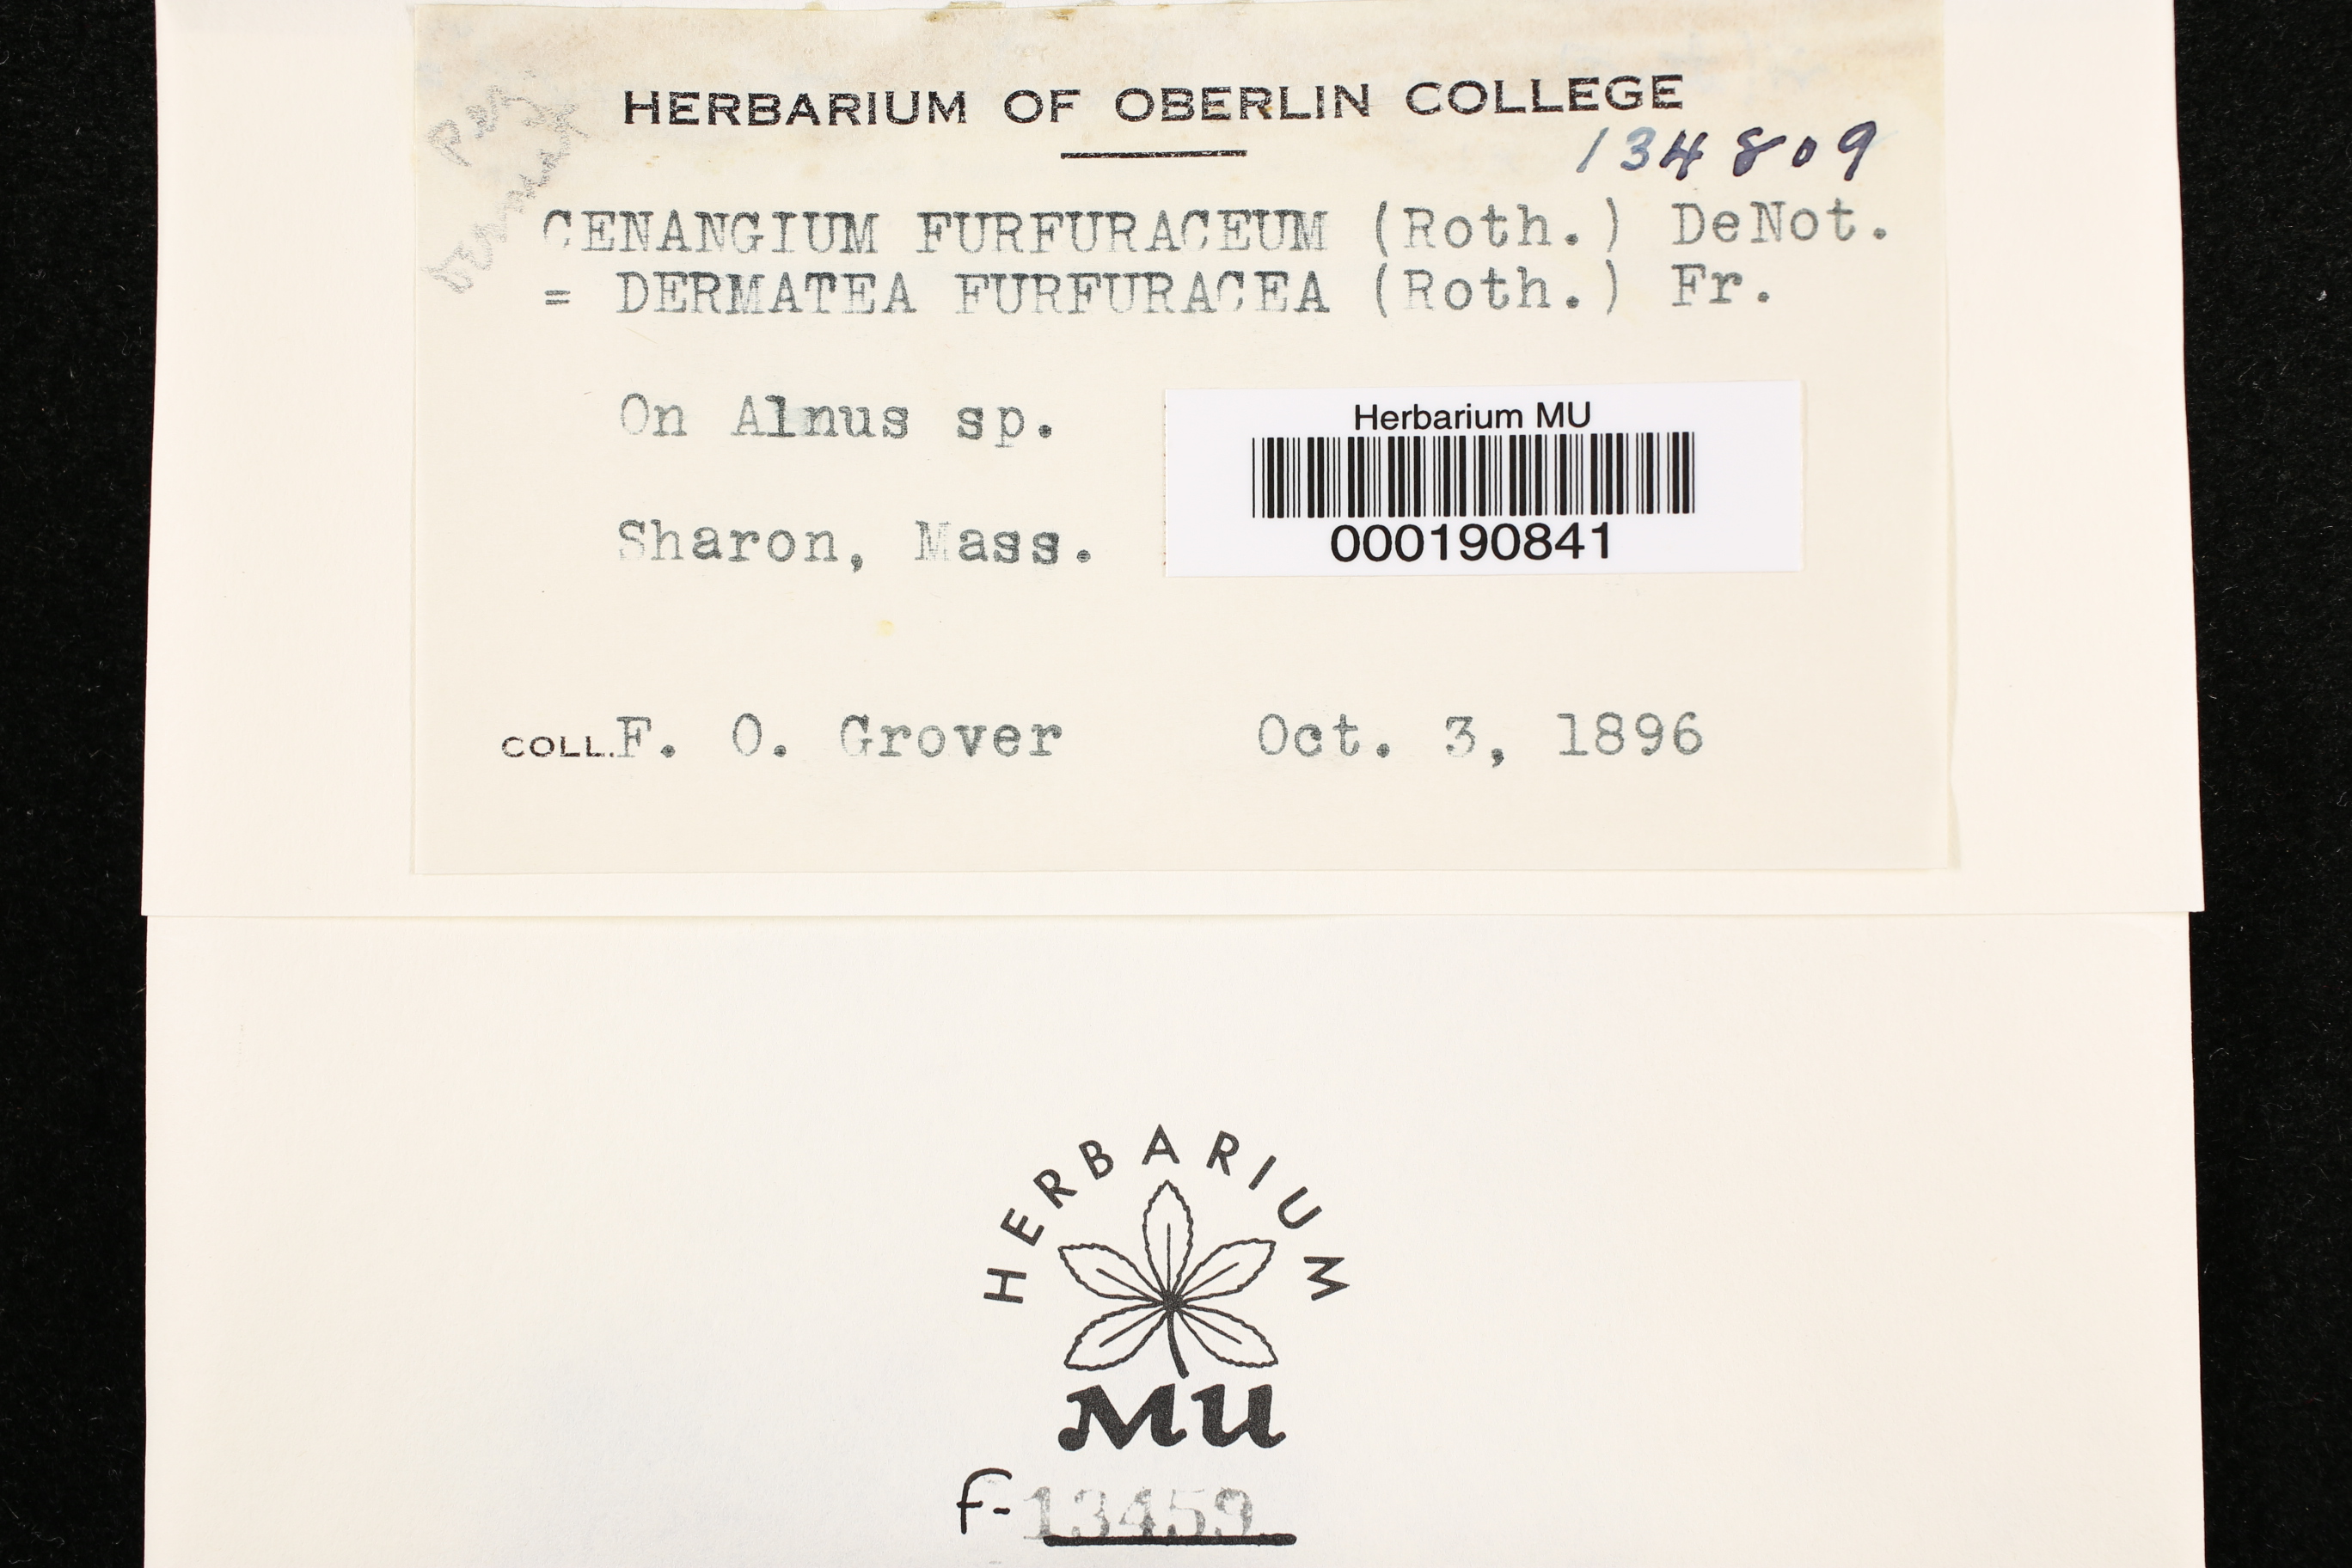 HERBARIUM OF OBERLIN COLLEGE
134809
CENANGIUM FURFURACEUM (Roth.) DeNot.
= DERMATEA FURFURACEA (Roth.) Fr.
On Alnus sp.
Herbarium MU
000190841
Sharon, Mass.
COLL. F. O. Grover Oct. 3, 1896
HERBARIUM
MU
f-13459